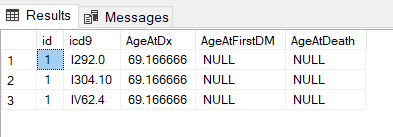 Results Messages
id icd9 AgeAtDx AgeAtFirstDM AgeAtDeath
1 1 I292.0 69.166666 NULL NULL
2 1 I304.10 69.166666 NULL NULL
3 1 IV62.4 69.166666 NULL NULL